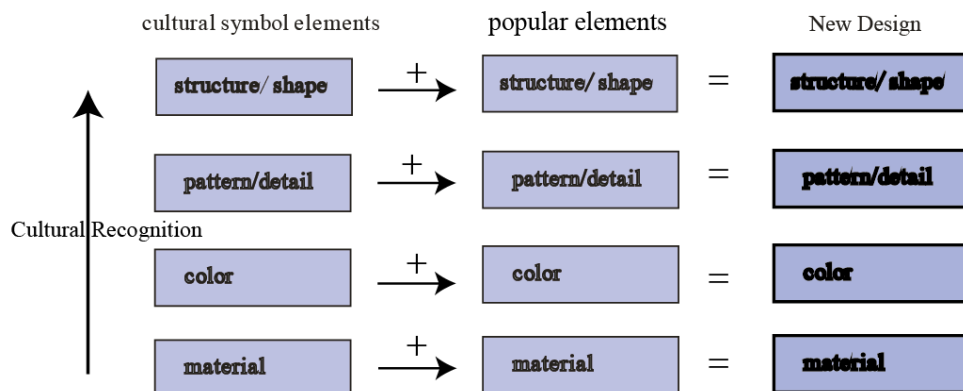 cultural symbol elements popular elements New Design
structure/ shape + structure/ shape = structure/ shape
pattern/detail + pattern/detail = pattern/detail
Cultural Recognition
color + color = color
material + material = material